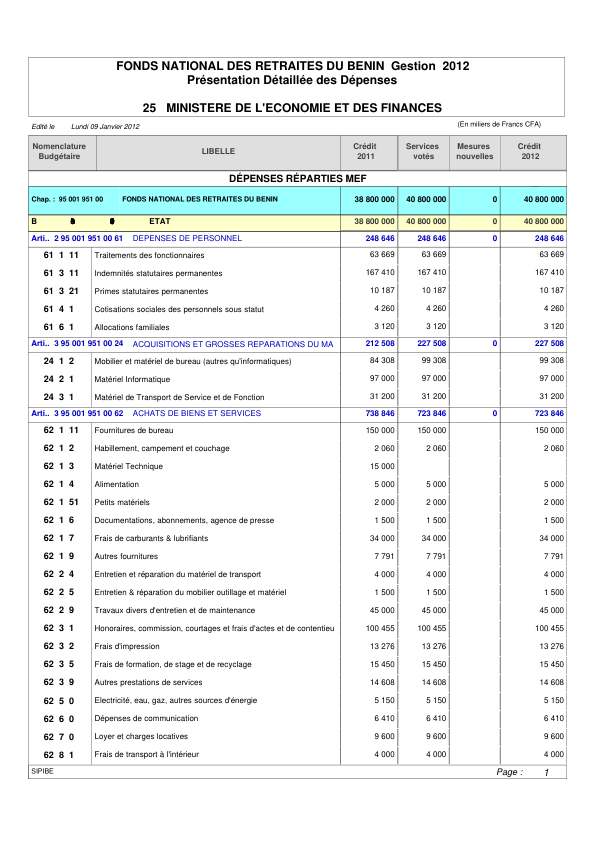 FONDS NATIONAL DES RETRAITES DU BENIN Gestion 2012
Présentation Détaillée des Dépenses
25 MINISTERE DE L'ECONOMIE ET DES FINANCES
Edité le Lundi 09 Janvier 2012 (En miliers de Francs CFA)
Nomenclature Budgétaire LIBELLE Crédit 2011 Services votés Mesures nouvelles Crédit 2012
DÉPENSES RÉPARTIES MEF
Chap. : 95 001 951 00 FONDS NATIONAL DES RETRAITES DU BENIN 38 800 000 40 800 000 0 40 800 000
B ETAT 38 800 000 40 800 000 0 40 800 000
Arti.. 2 95 001 951 00 61 DEPENSES DE PERSONNEL 248 646 248 646 0 248 646
61 1 11 Traitements des fonctionnaires 63 669 63 669 63 669
61 3 11 Indemnités statutaires permanentes 167 410 167 410 167 410
61 3 21 Primes statutaires permanentes 10 187 10 187 10 187
61 4 1 Cotisations sociales des personnels sous statut 4 260 4 260 4 260
61 6 1 Allocations familiales 3 120 3 120 3 120
Arti.. 3 95 001 951 00 24 ACQUISITIONS ET GROSSES REPARATIONS DU MA 212 508 227 508 0 227 508
24 1 2 Mobilier et matériel de bureau (autres qu'informatiques) 84 308 99 308 99 308
24 2 1 Matériel Informatique 97 000 97 000 97 000
24 3 1 Matériel de Transport de Service et de Fonction 31 200 31 200 31 200
Arti.. 3 95 001 951 00 62 ACHATS DE BIENS ET SERVICES 738 846 723 846 0 723 846
62 1 11 Fournitures de bureau 150 000 150 000 150 000
62 1 2 Habillement, campement et couchage 2 060 2 060 2 060
62 1 3 Matériel Technique 15 000
62 1 4 Alimentation 5 000 5 000 5 000
62 1 51 Petits matériels 2 000 2 000 2 000
62 1 6 Documentations, abonnements, agence de presse 1 500 1 500 1 500
62 1 7 Frais de carburants & lubrifiants 34 000 34 000 34 000
62 1 9 Autres fournitures 7 791 7 791 7 791
62 2 4 Entretien et réparation du matériel de transport 4 000 4 000 4 000
62 2 5 Entretien & réparation du mobilier outillage et matériel 1 500 1 500 1 500
62 2 9 Travaux divers d'entretien et de maintenance 45 000 45 000 45 000
62 3 1 Honoraires, commission, courtages et frais d'actes et de contentieu 100 455 100 455 100 455
62 3 2 Frais d'impression 13 276 13 276 13 276
62 3 5 Frais de formation, de stage et de recyclage 15 450 15 450 15 450
62 3 9 Autres prestations de services 14 608 14 608 14 608
62 5 0 Electricité, eau, gaz, autres sources d'énergie 5 150 5 150 5 150
62 6 0 Dépenses de communication 6 410 6 410 6 410
62 7 0 Loyer et charges locatives 9 600 9 600 9 600
62 8 1 Frais de transport à l'intérieur 4 000 4 000 4 000
SIPIBE Page : 1